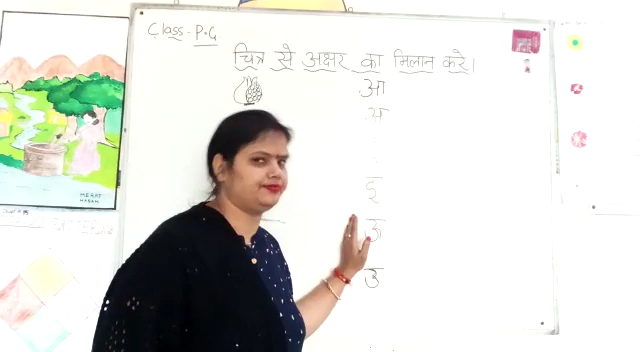 Class - P.G
चित्र से अक्षर का मिलान करे।
आ
अ
इ
उ